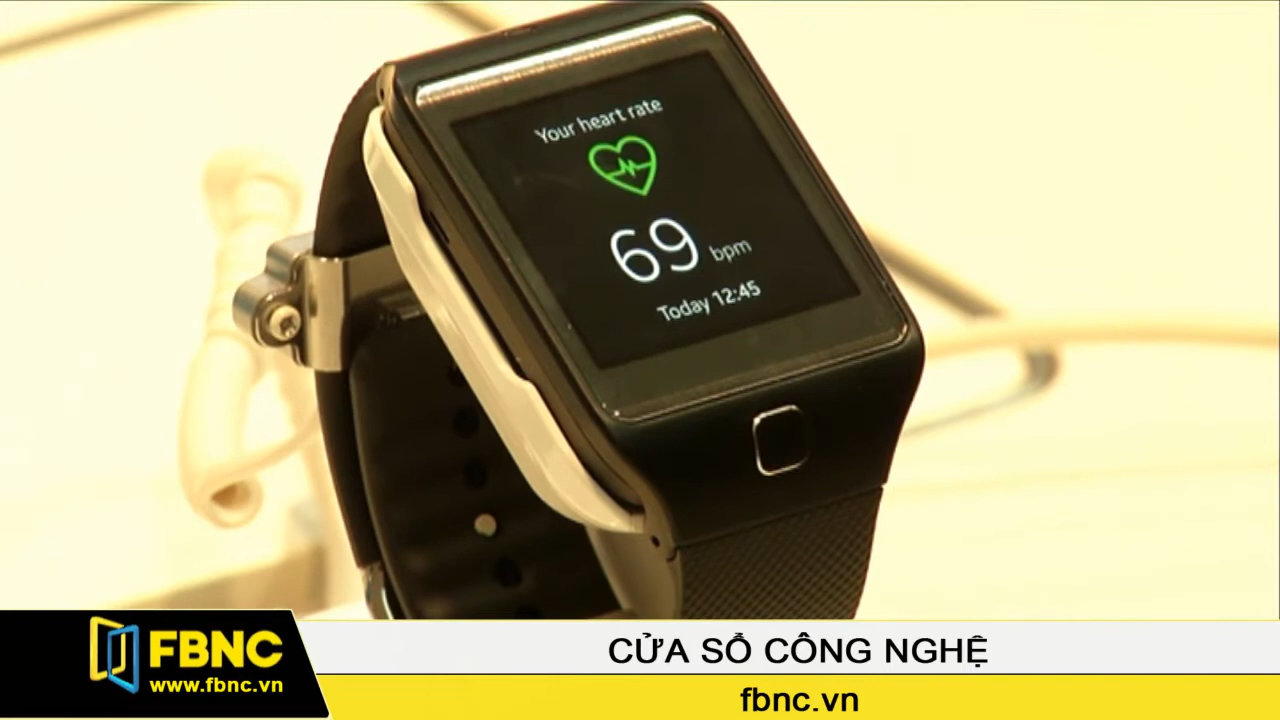 Your heart rate
69 bpm
Today 12:45
FBNC
www.fbnc.vn
CỬA SỔ CÔNG NGHỆ
fbnc.vn